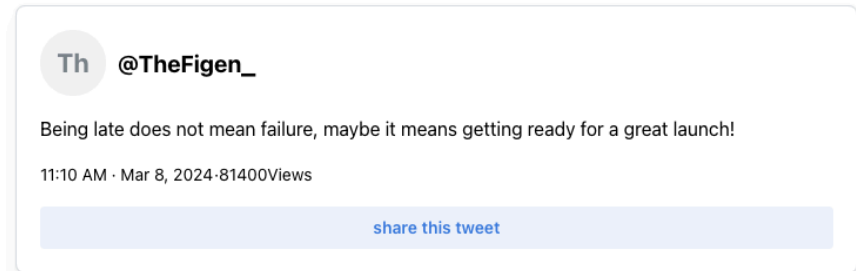 Th
@TheFigen_
Being late does not mean failure, maybe it means getting ready for a great launch!
11:10 AM · Mar 8, 2024·81400Views
share this tweet